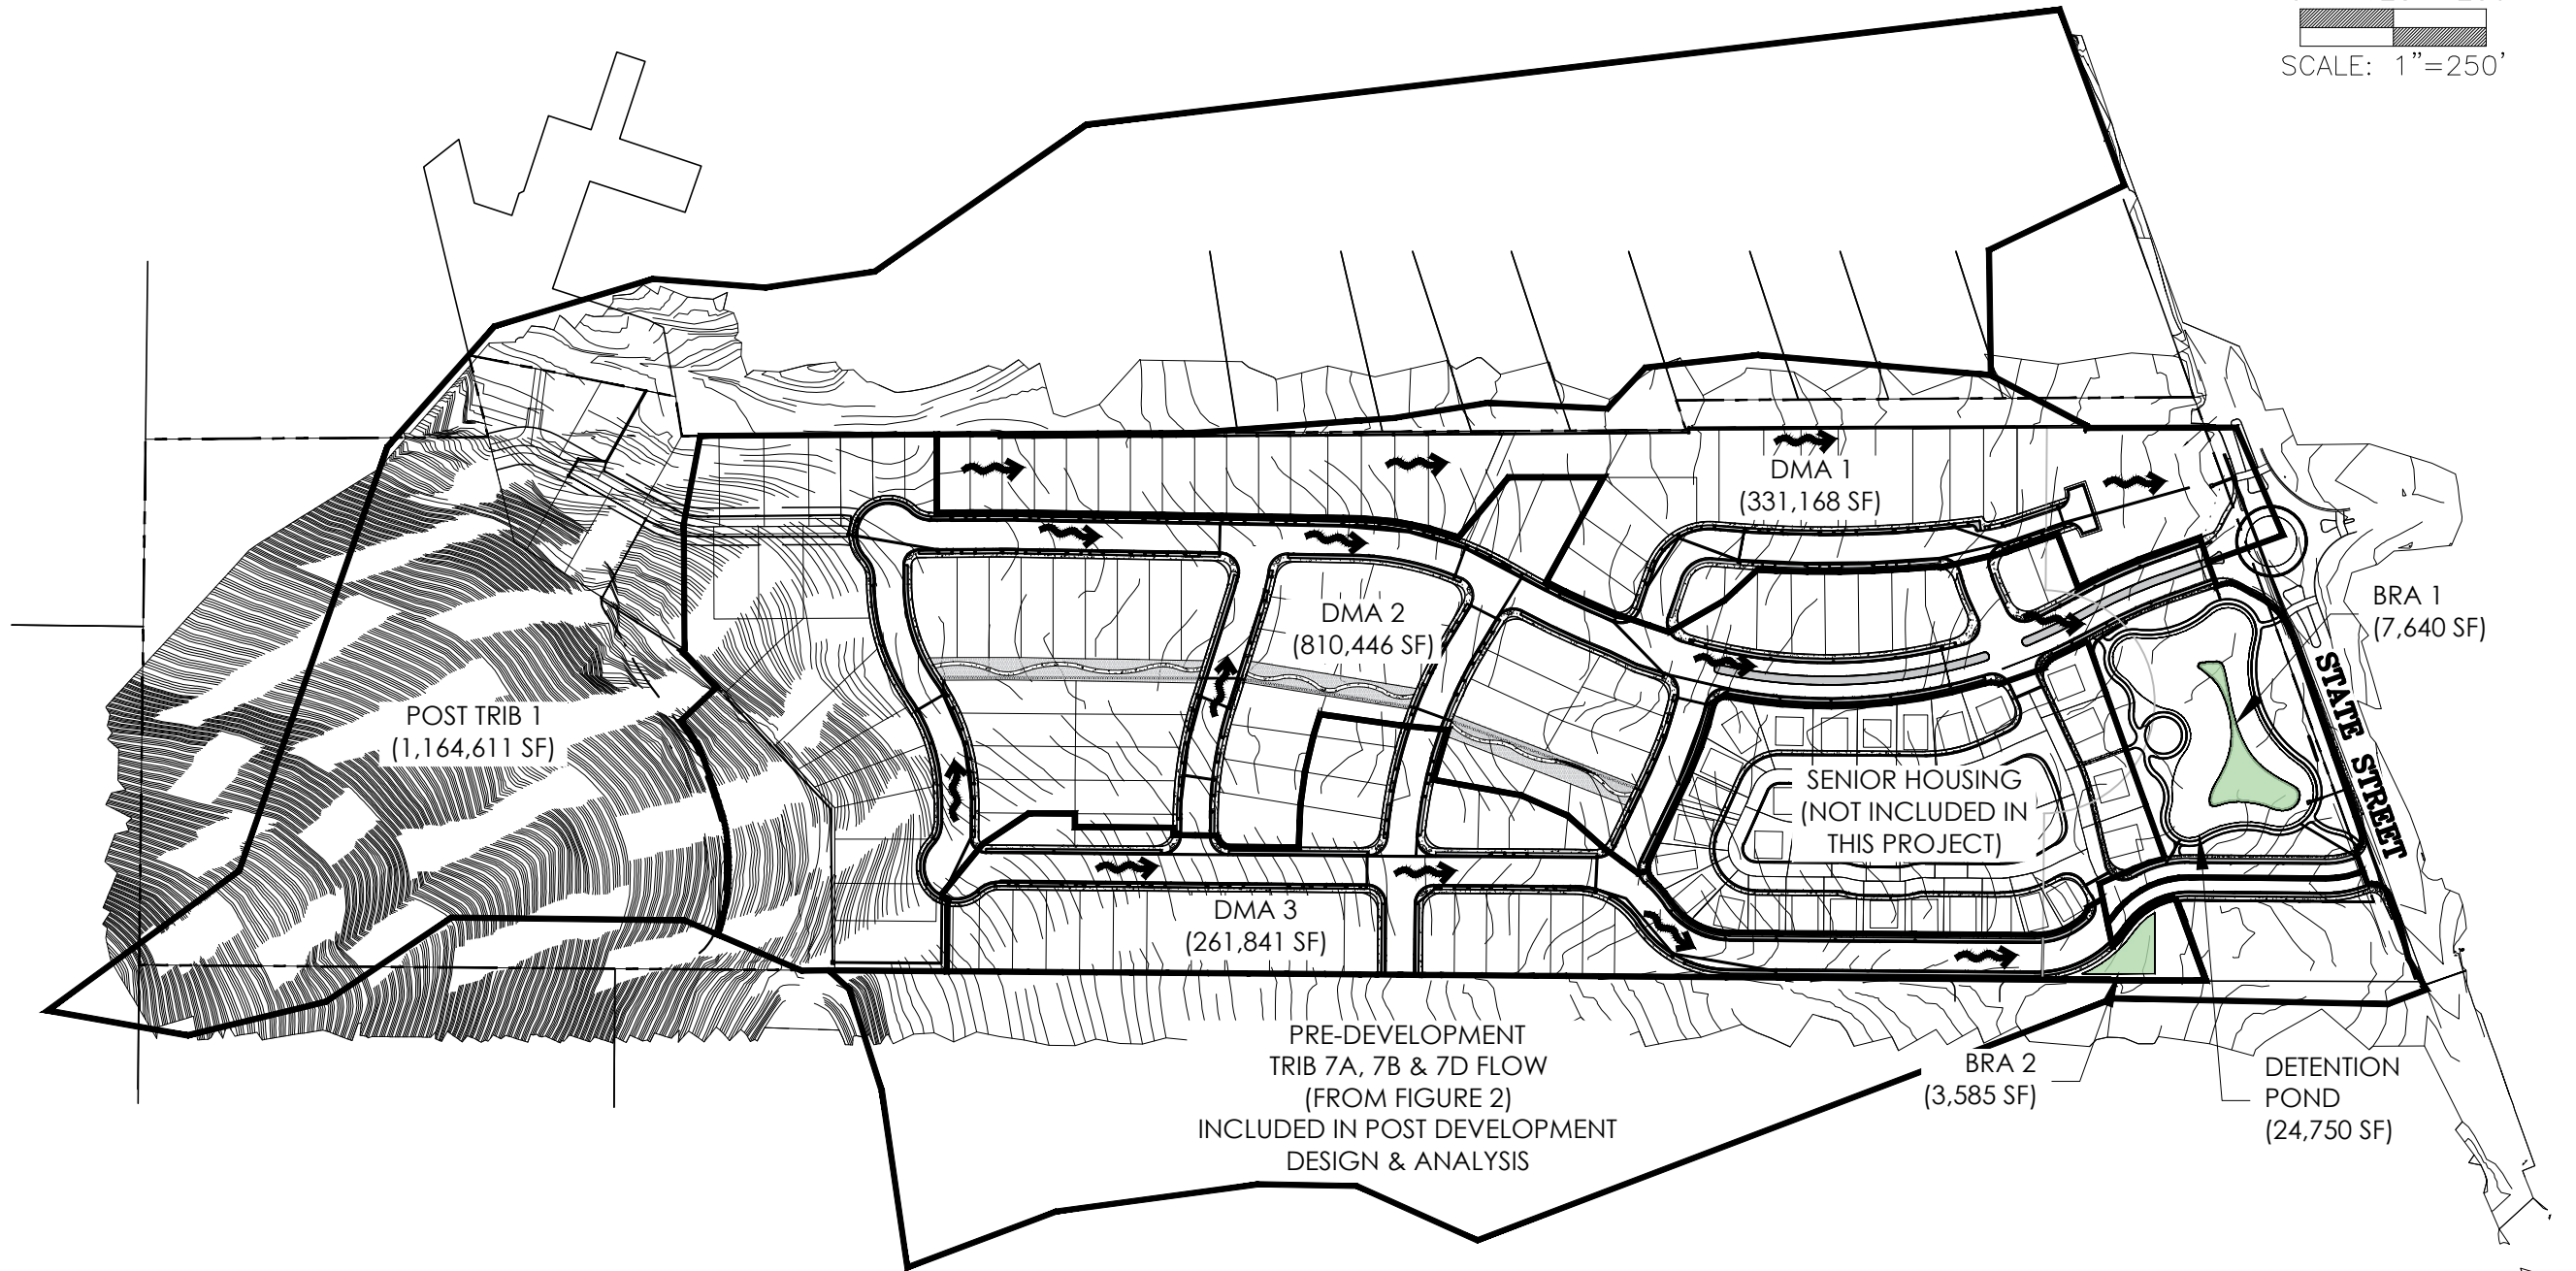 SCALE: 1"=250'
DMA 1
(331,168 SF)
DMA 2
(810,446 SF)
BRA 1
(7,640 SF)
STATE STREET
POST TRIB 1
(1,164,611 SF)
SENIOR HOUSING
(NOT INCLUDED IN
THIS PROJECT)
DMA 3
(261,841 SF)
PRE-DEVELOPMENT
TRIB 7A, 7B & 7D FLOW
(FROM FIGURE 2)
INCLUDED IN POST DEVELOPMENT
DESIGN & ANALYSIS
BRA 2
(3,585 SF)
DETENTION
POND
(24,750 SF)